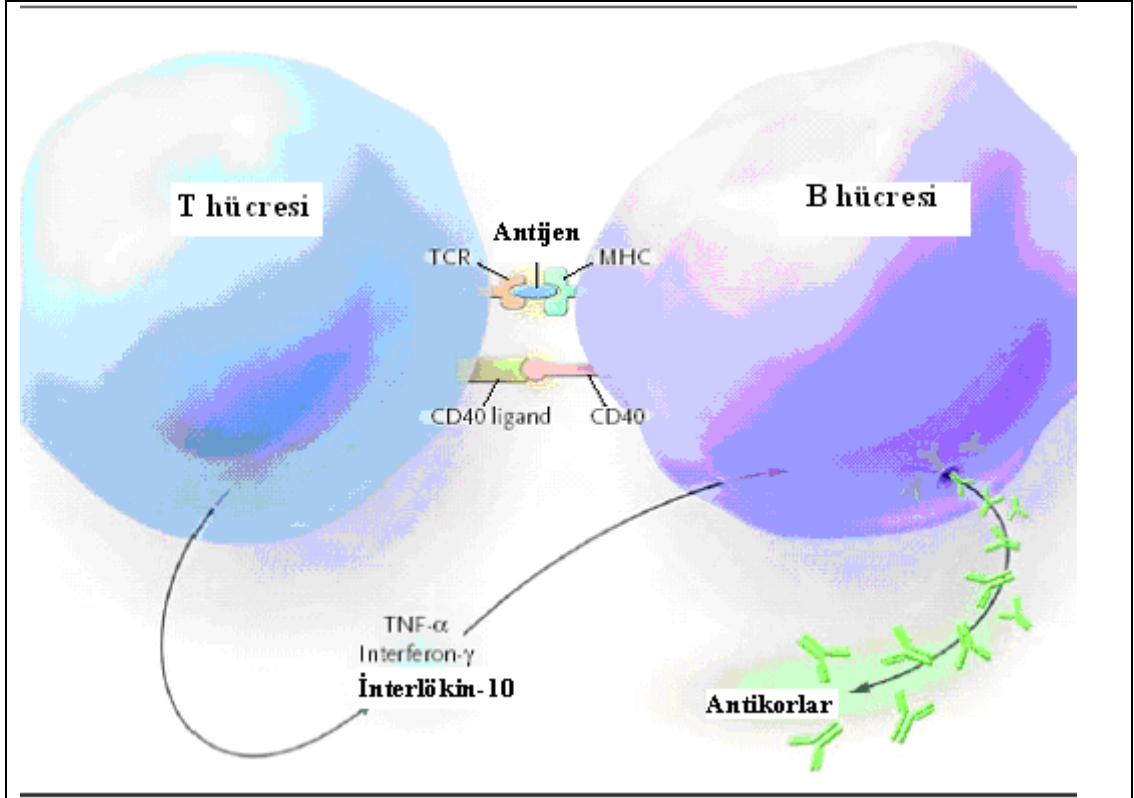 T hücresi
B hücresi
Antijen
TCR
MHC
CD40 ligand
CD40
TNF-α
Interferon-γ
İnterlökin-10
Antikorlar